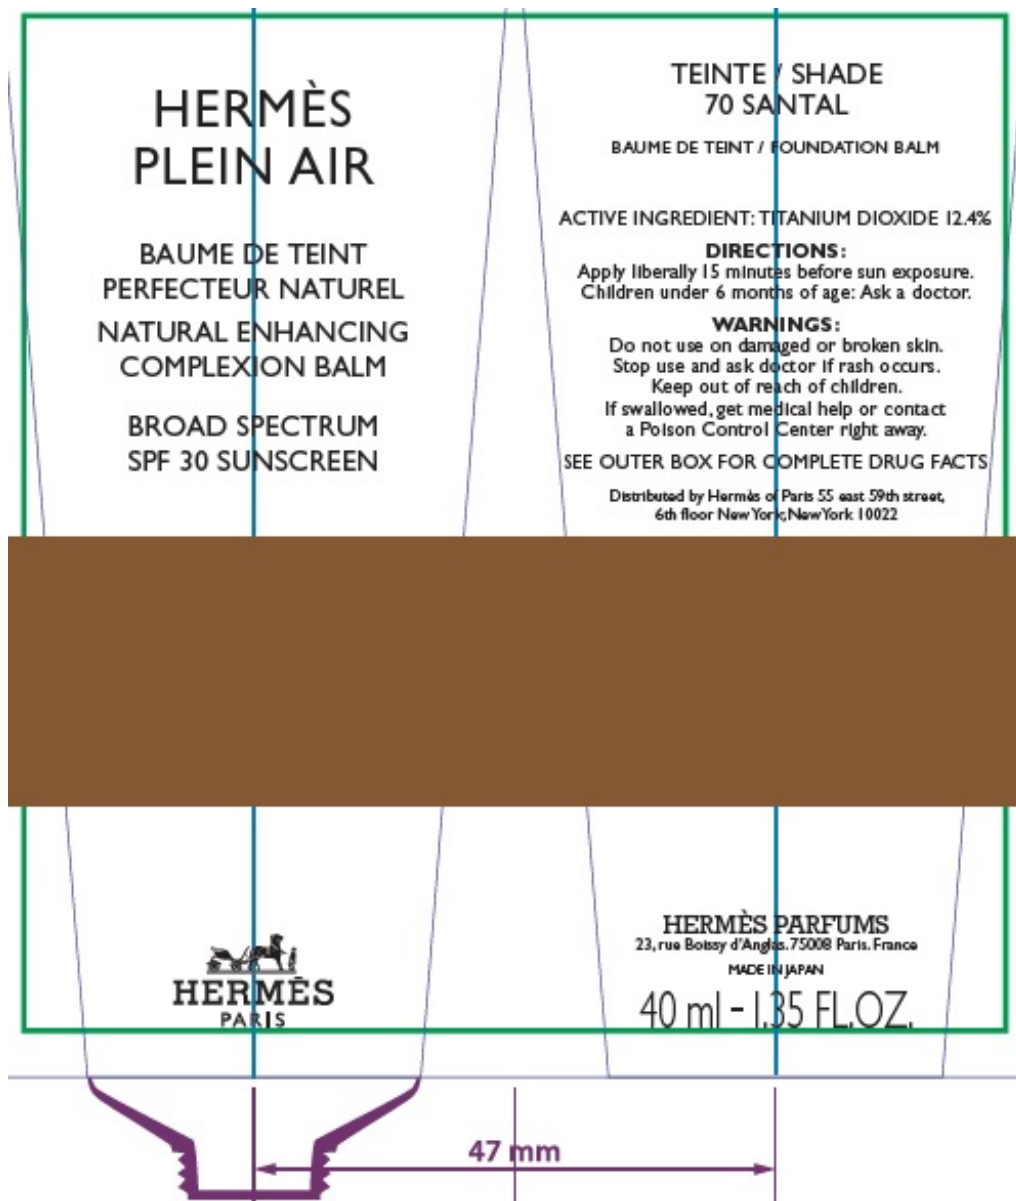 HERMÈS
PLEIN AIR
BAUME DE TEINT
PERFECTEUR NATUREL
NATURAL ENHANCING
COMPLEXION BALM
BROAD SPECTRUM
SPF 30 SUNSCREEN
HERMÈS
PARIS
TEINTE / SHADE
70 SANTAL
BAUME DE TEINT / FOUNDATION BALM
ACTIVE INGREDIENT: TITANIUM DIOXIDE 12.4%
DIRECTIONS:
Apply liberally 15 minutes before sun exposure.
Children under 6 months of age: Ask a doctor.
WARNINGS:
Do not use on damaged or broken skin.
Stop use and ask doctor if rash occurs.
Keep out of reach of children.
If swallowed, get medical help or contact
a Poison Control Center right away.
SEE OUTER BOX FOR COMPLETE DRUG FACTS
Distributed by Hermès of Paris 55 east 59th street,
6th floor New York, New York 10022
HERMÈS PARFUMS
23, rue Boissy d'Anglas. 75008 Paris. France
MADE IN JAPAN
40 ml - 1.35 FL.OZ.
47 mm